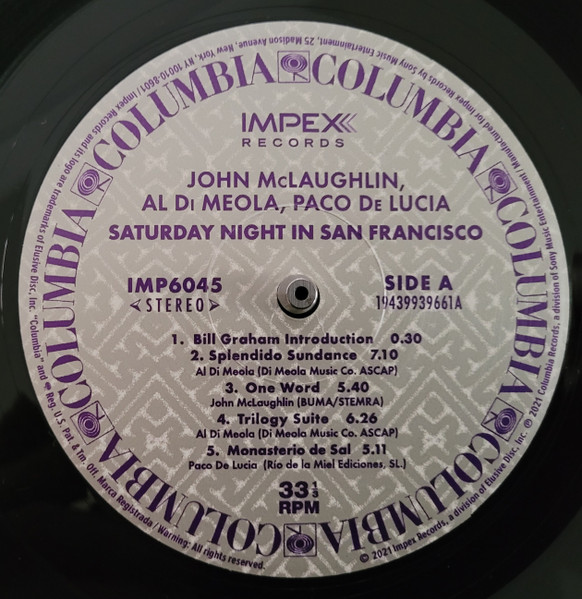 IMPEX
RECORDS
JOHN McLAUGHLIN,
AL Di MEOLA, PACO De LUCIA
SATURDAY NIGHT IN SAN FRANCISCO
IMP6045
STEREO
SIDE A
19439939661A
1. Bill Graham Introduction 0.30
2. Splendido Sundance 7.10
Al Di Meola (Di Meola Music Co. ASCAP)
3. One Word 5.40
John McLaughlin (BUMA/STEMRA)
4. Trilogy Suite 6.26
Al Di Meola (Di Meola Music Co. ASCAP)
5. Monasterio de Sal 5.11
Paco De Lucia (Río de la Miel Ediciones, SL.)
33 1/3
RPM
COLUMBIA
COLUMBIA
COLUMBIA
COLUMBIA
COLUMBIA
COLUMBIA
COLUMBIA
COLUMBIA
Manufactured for Impex Records by Sony Music Entertainment, 25 Madison Avenue, New York, NY 10010-8601 / Impex Records and its logo are trademarks of Elusive Disc, Inc. "Columbia" and Reg. U.S. Pat. & Tm. Off. Marca Registrada / Warning: All rights reserved.
℗ 2021 Columbia Records, a division of Sony Music Entertainment
© 2021 Impex Records, a division of Elusive Disc, Inc.